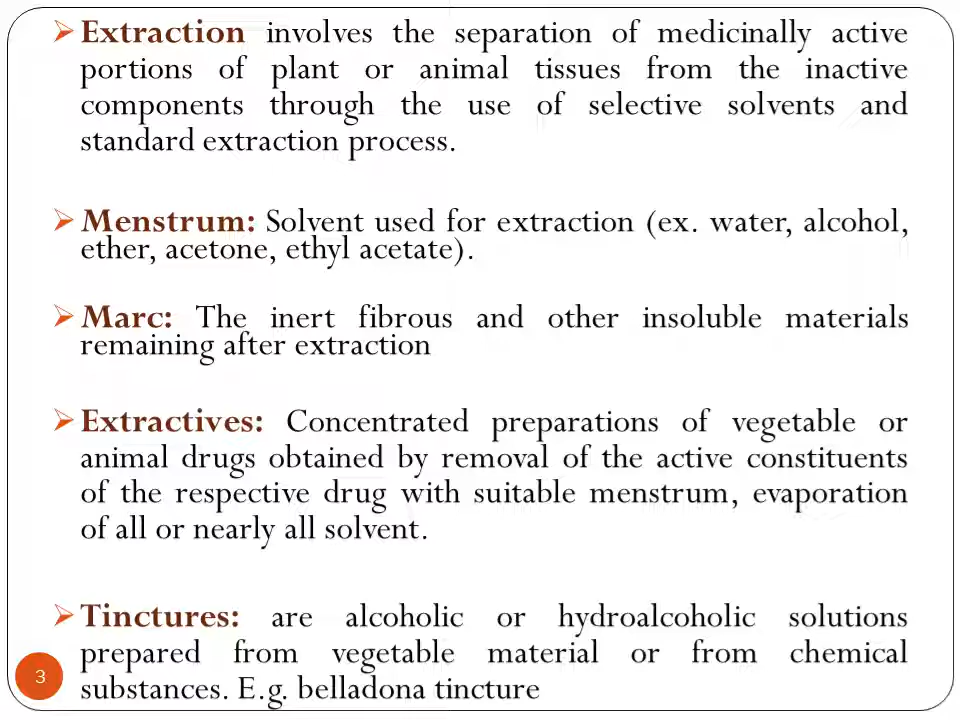 ➢ Extraction involves the separation of medicinally active
portions of plant or animal tissues from the inactive
components through the use of selective solvents and
standard extraction process.
➢ Menstrum: Solvent used for extraction (ex. water, alcohol,
ether, acetone, ethyl acetate).
➢ Marc: The inert fibrous and other insoluble materials
remaining after extraction
➢ Extractives: Concentrated preparations of vegetable or
animal drugs obtained by removal of the active constituents
of the respective drug with suitable menstrum, evaporation
of all or nearly all solvent.
➢ Tinctures: are alcoholic or hydroalcoholic solutions
prepared from vegetable material or from chemical
substances. E.g. belladona tincture
3